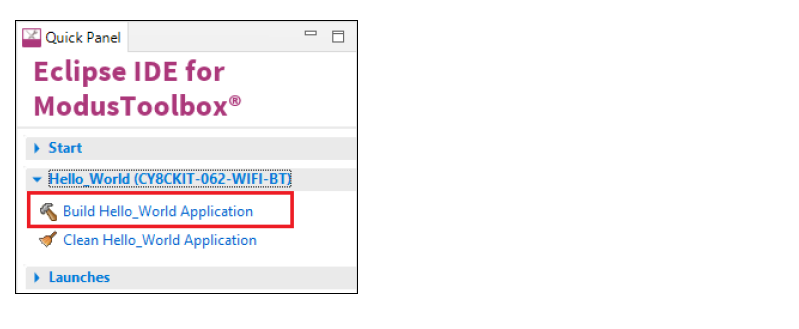 Quick Panel
Eclipse IDE for
ModusToolbox®
Start
Hello_World (CY8CKIT-062-WIFI-BT)
Build Hello_World Application
Clean Hello_World Application
Launches